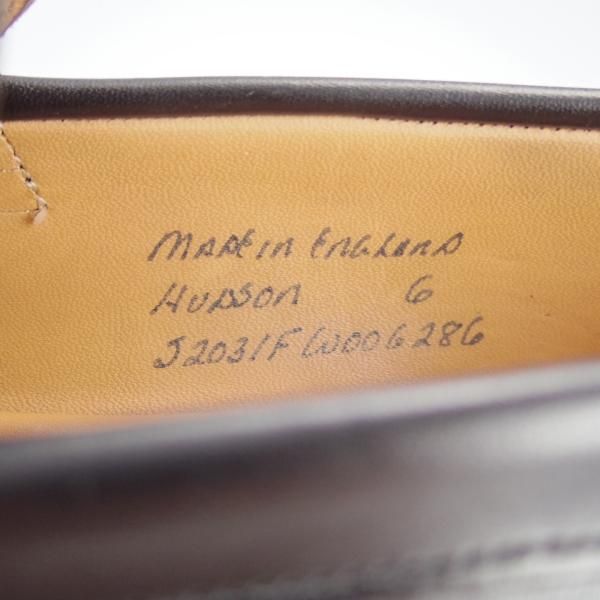 MADE IN ENGLAND
HUDSON 6
J2031F W006286